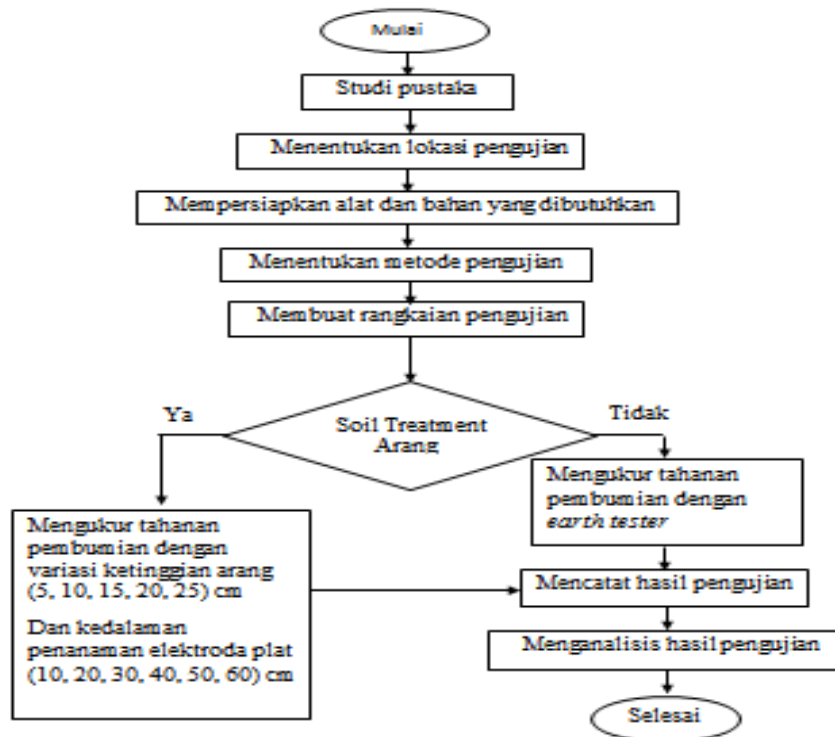 Mulai
Studi pustaka
Menentukan lokasi pengujian
Mempersiapkan alat dan bahan yang dibutuhkan
Menentukan metode pengujian
Membuat rangkaian pengujian
Soil Treatment
Arang
Ya
Tidak
Mengukur tahanan
pembumian dengan
variasi ketinggian arang
(5, 10, 15, 20, 25) cm
Dan kedalaman
penanaman elektroda plat
(10, 20, 30, 40, 50, 60) cm
Mengukur tahanan
pembumian dengan
earth tester
Mencatat hasil pengujian
Menganalisis hasil pengujian
Selesai